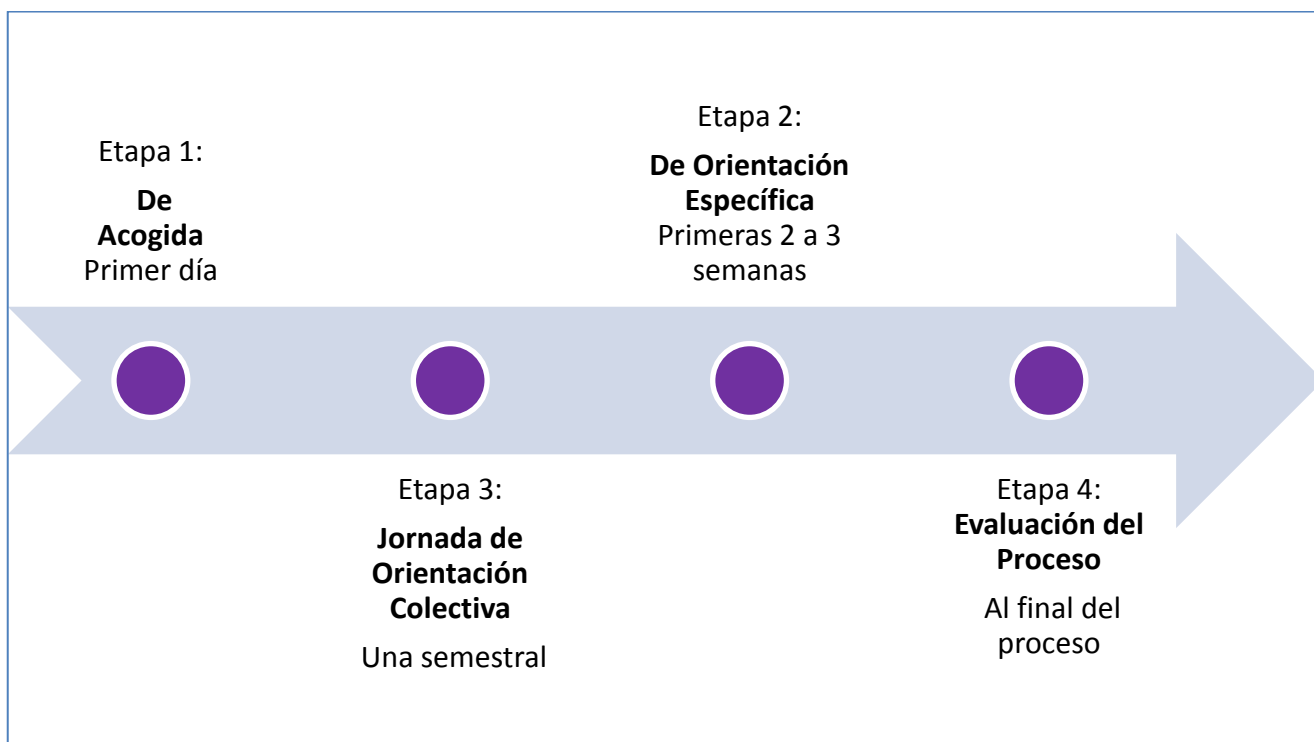 Etapa 1:
De
Acogida
Primer día
Etapa 2:
De Orientación
Específica
Primeras 2 a 3
semanas
Etapa 3:
Jornada de
Orientación
Colectiva
Una semestral
Etapa 4:
Evaluación del
Proceso
Al final del
proceso